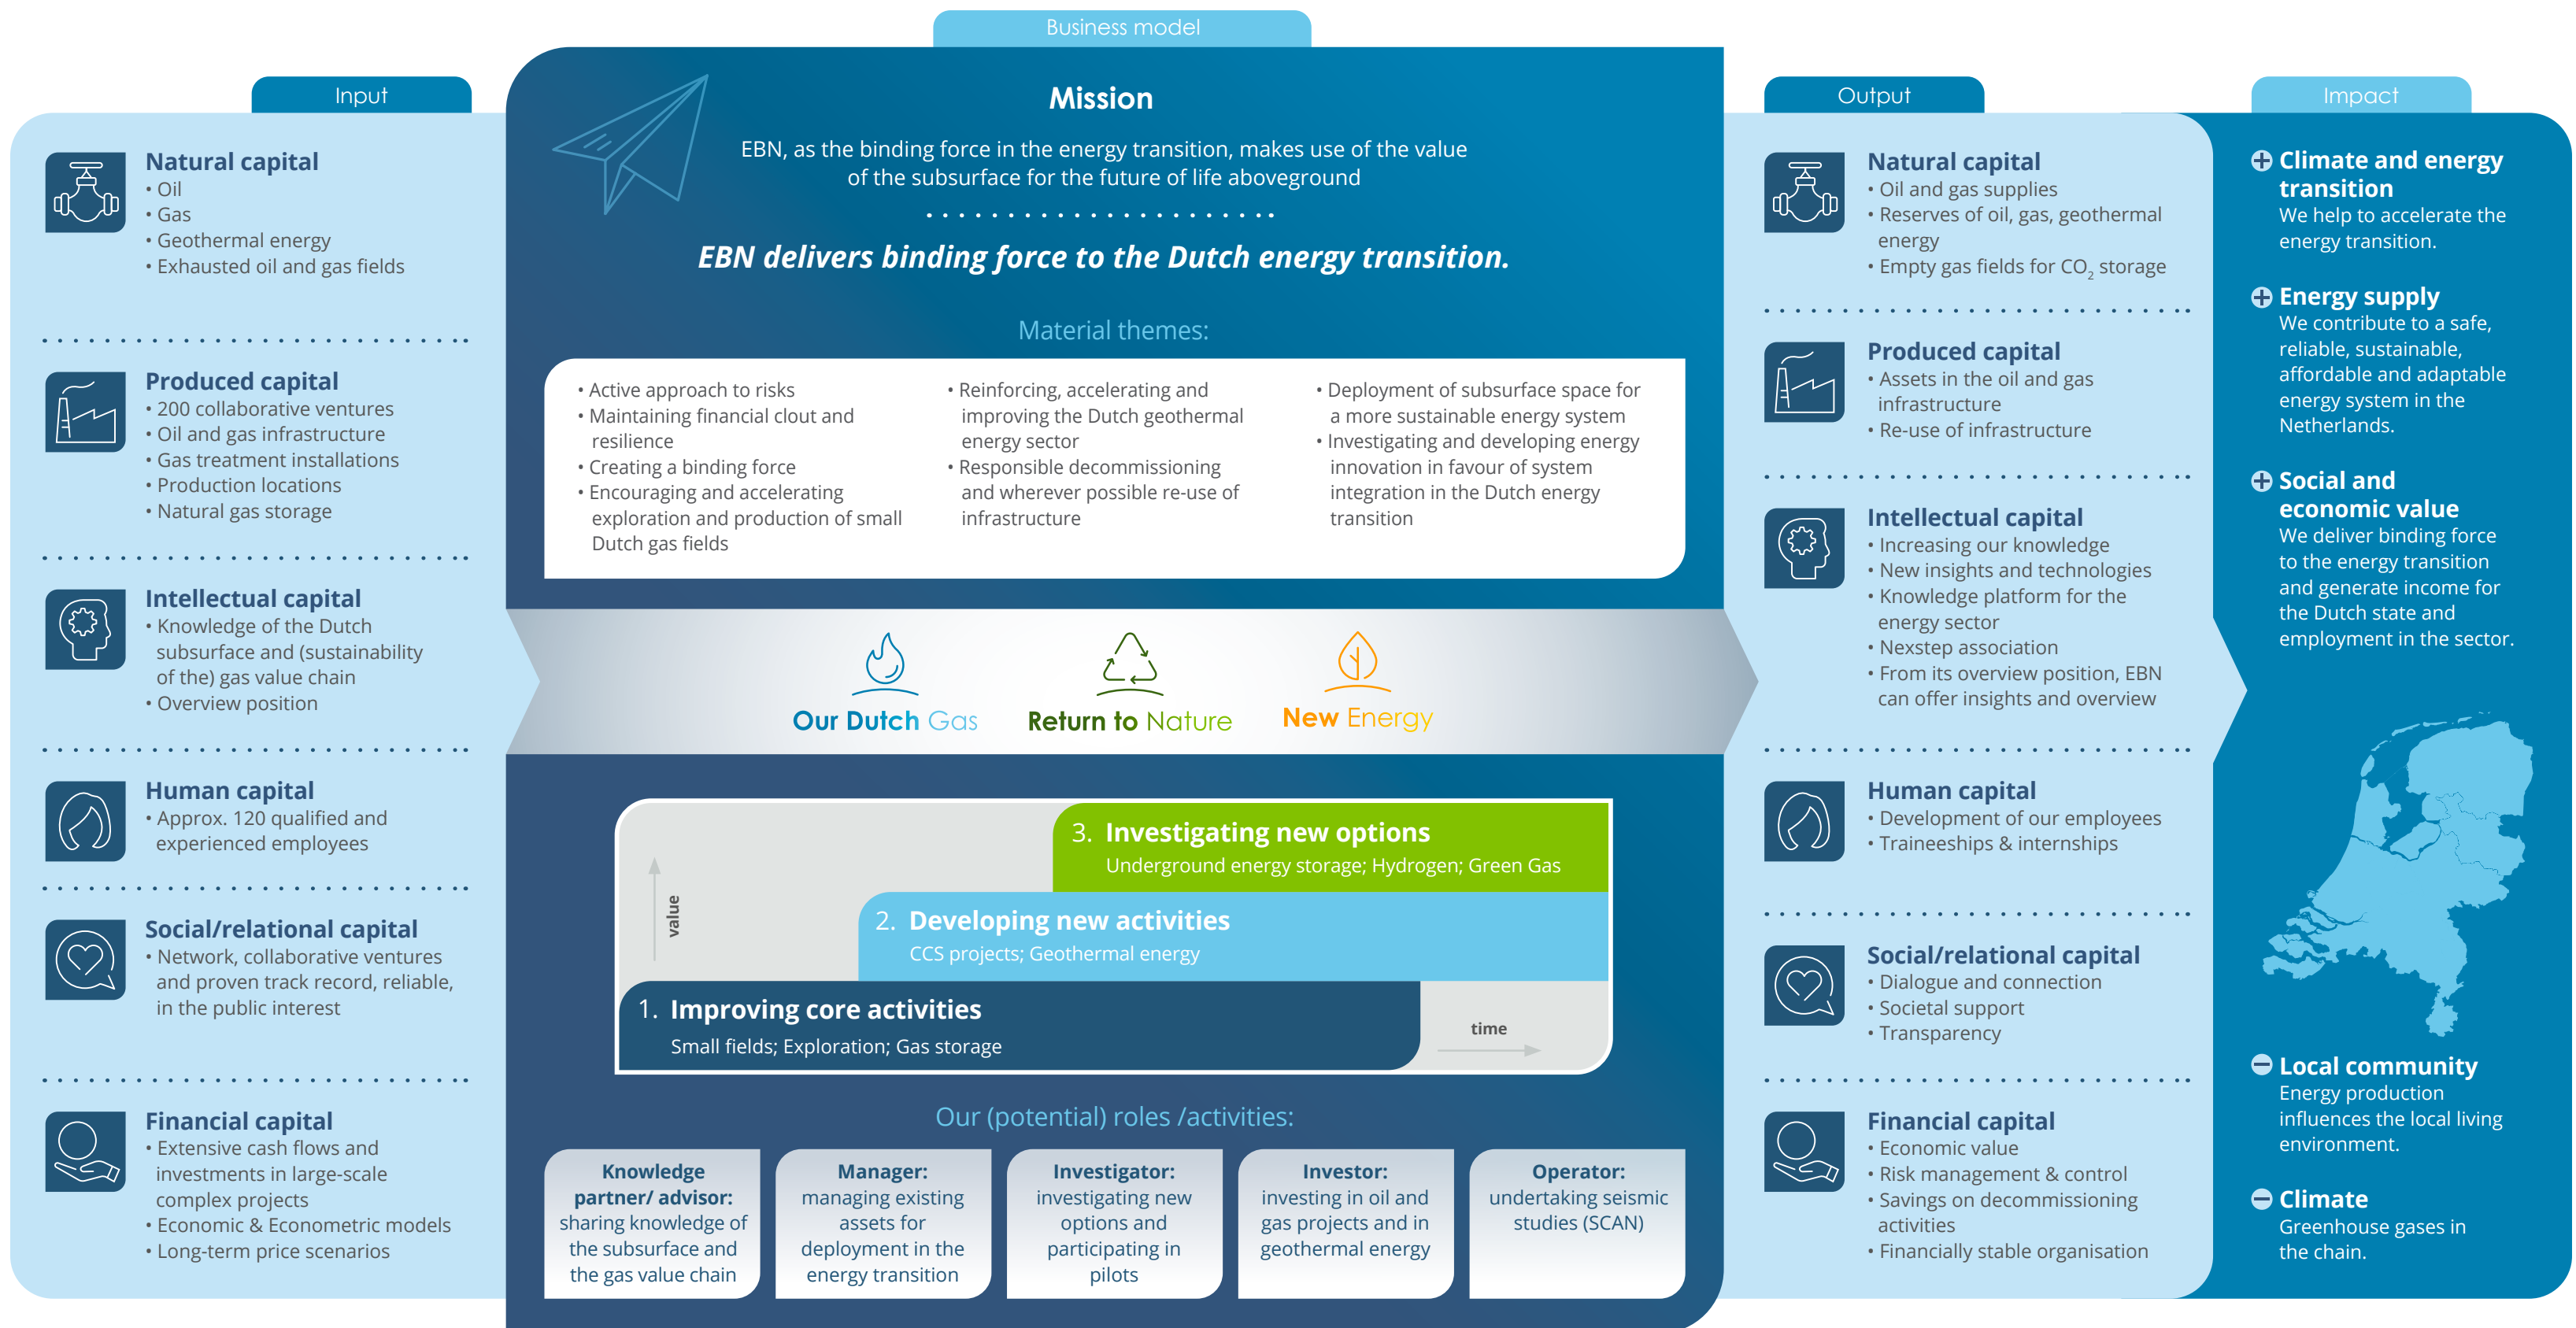 Business model
Input
Natural capital
• Oil
• Gas
• Geothermal energy
• Exhausted oil and gas fields
Produced capital
• 200 collaborative ventures
• Oil and gas infrastructure
• Gas treatment installations
• Production locations
• Natural gas storage
Intellectual capital
• Knowledge of the Dutch
subsurface and (sustainability
of the) gas value chain
• Overview position
Human capital
• Approx. 120 qualified and
experienced employees
Social/relational capital
• Network, collaborative ventures
and proven track record, reliable,
in the public interest
Financial capital
• Extensive cash flows and
investments in large-scale
complex projects
• Economic & Econometric models
• Long-term price scenarios
Mission
EBN, as the binding force in the energy transition, makes use of the value
of the subsurface for the future of life aboveground
EBN delivers binding force to the Dutch energy transition.
Material themes:
• Active approach to risks
• Maintaining financial clout and
resilience
• Creating a binding force
• Encouraging and accelerating
exploration and production of small
Dutch gas fields
• Reinforcing, accelerating and
improving the Dutch geothermal
energy sector
• Responsible decommissioning
and wherever possible re-use of
infrastructure
• Deployment of subsurface space for
a more sustainable energy system
• Investigating and developing energy
innovation in favour of system
integration in the Dutch energy
transition
Our Dutch Gas
Return to Nature
New Energy
3. Investigating new options
Underground energy storage; Hydrogen; Green Gas
value
2. Developing new activities
CCS projects; Geothermal energy
1. Improving core activities
Small fields; Exploration; Gas storage
time
Our (potential) roles /activities:
Knowledge
partner/ advisor:
sharing knowledge of
the subsurface and
the gas value chain
Manager:
managing existing
assets for
deployment in the
energy transition
Investigator:
investigating new
options and
participating in
pilots
Investor:
investing in oil and
gas projects and in
geothermal energy
Operator:
undertaking seismic
studies (SCAN)
Output
Natural capital
• Oil and gas supplies
• Reserves of oil, gas, geothermal
energy
• Empty gas fields for CO₂ storage
Produced capital
• Assets in the oil and gas
infrastructure
• Re-use of infrastructure
Intellectual capital
• Increasing our knowledge
• New insights and technologies
• Knowledge platform for the
energy sector
• Nexstep association
• From its overview position, EBN
can offer insights and overview
Human capital
• Development of our employees
• Traineeships & internships
Social/relational capital
• Dialogue and connection
• Societal support
• Transparency
Financial capital
• Economic value
• Risk management & control
• Savings on decommissioning
activities
• Financially stable organisation
Impact
+ Climate and energy
transition
We help to accelerate the
energy transition.
+ Energy supply
We contribute to a safe,
reliable, sustainable,
affordable and adaptable
energy system in the
Netherlands.
+ Social and
economic value
We deliver binding force
to the energy transition
and generate income for
the Dutch state and
employment in the sector.
− Local community
Energy production
influences the local living
environment.
− Climate
Greenhouse gases in
the chain.